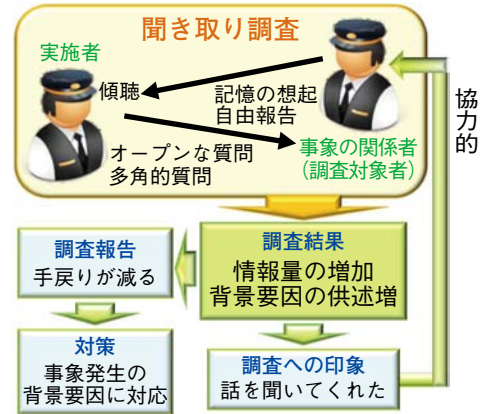 聞き取り調査
実施者
傾聴
記憶の想起
自由報告
オープンな質問
多角的質問
事象の関係者
(調査対象者)
協力的
調査報告
手戻りが減る
調査結果
情報量の増加
背景要因の供述増
対策
事象発生の
背景要因に対応
調査への印象
話を聞いてくれた